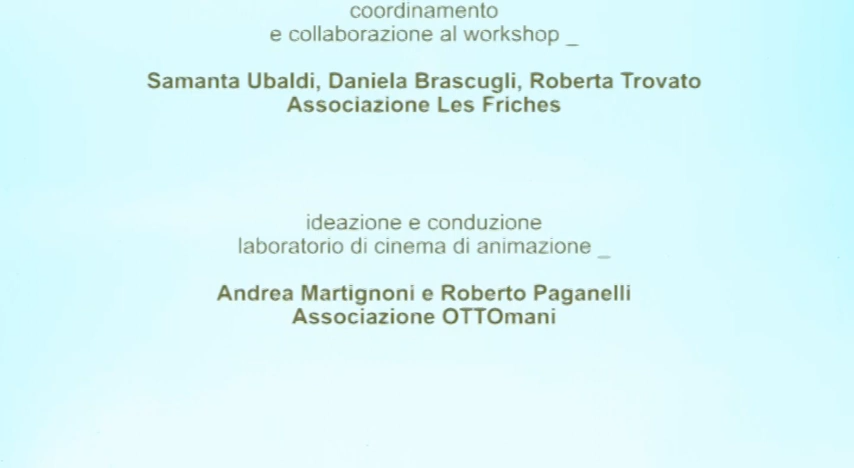 coordinamento
e collaborazione al workshop _
Samanta Ubaldi, Daniela Brascugli, Roberta Trovato
Associazione Les Friches
ideazione e conduzione
laboratorio di cinema di animazione _
Andrea Martignoni e Roberto Paganelli
Associazione OTTOmani